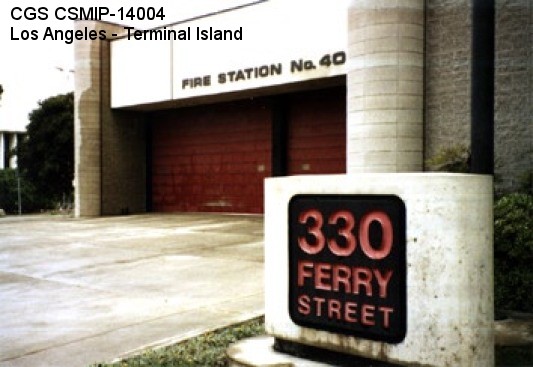 CGS CSMIP-14004
Los Angeles - Terminal Island
FIRE STATION No. 40
330
FERRY
STREET